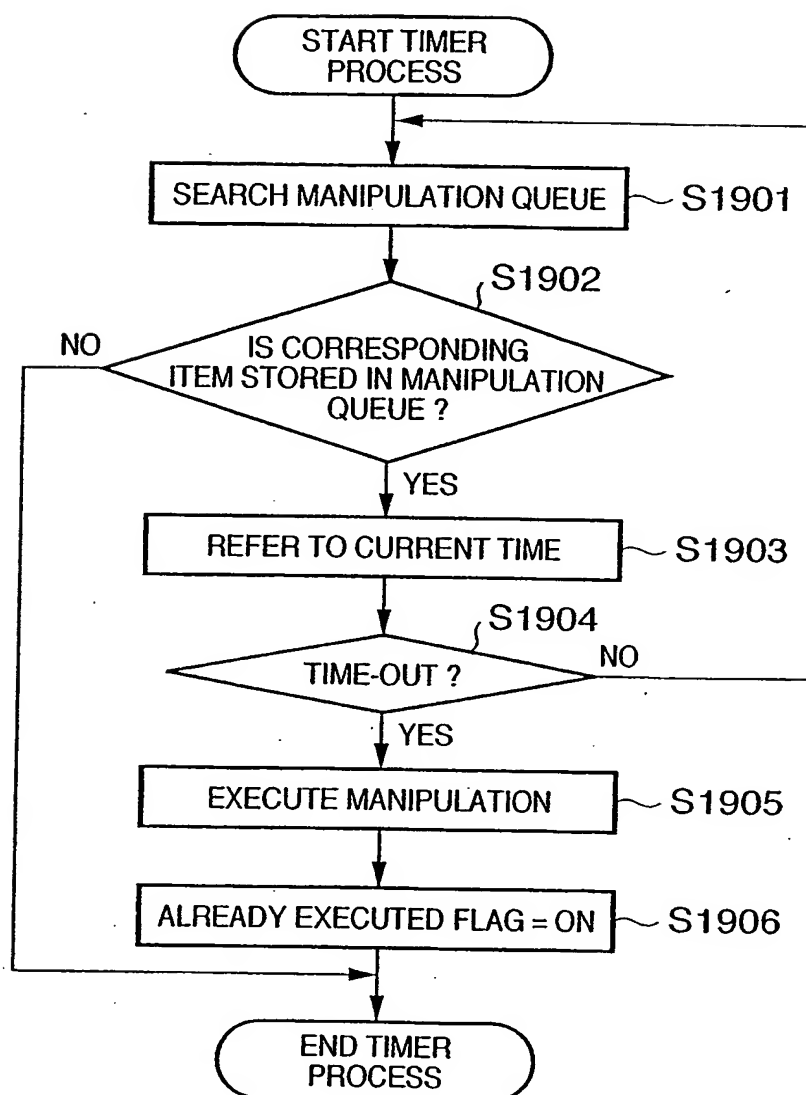 START TIMER
PROCESS
SEARCH MANIPULATION QUEUE
S1901
S1902
NO
IS CORRESPONDING
ITEM STORED IN MANIPULATION
QUEUE ?
YES
REFER TO CURRENT TIME
S1903
S1904
TIME-OUT ?
NO
YES
EXECUTE MANIPULATION
S1905
ALREADY EXECUTED FLAG = ON
S1906
END TIMER
PROCESS